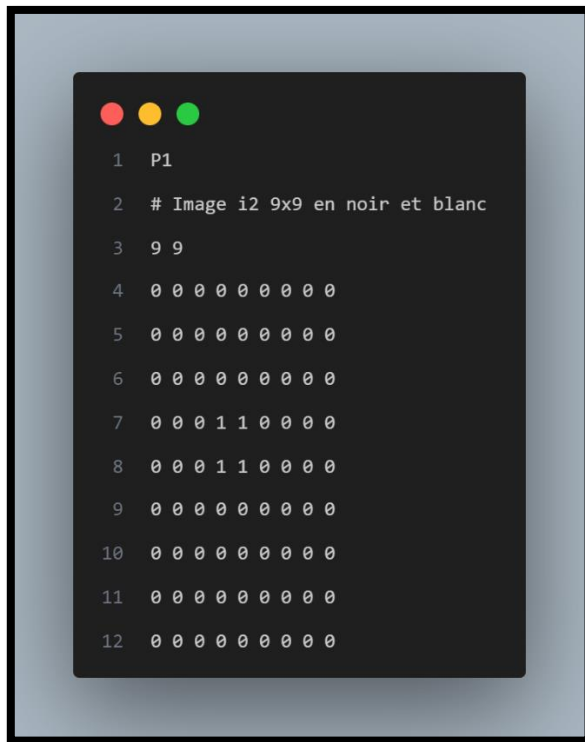 1 P1
2 # Image i2 9x9 en noir et blanc
3 9 9
4 0 0 0 0 0 0 0 0 0
5 0 0 0 0 0 0 0 0 0
6 0 0 0 0 0 0 0 0 0
7 0 0 0 1 1 0 0 0 0
8 0 0 0 1 1 0 0 0 0
9 0 0 0 0 0 0 0 0 0
10 0 0 0 0 0 0 0 0 0
11 0 0 0 0 0 0 0 0 0
12 0 0 0 0 0 0 0 0 0